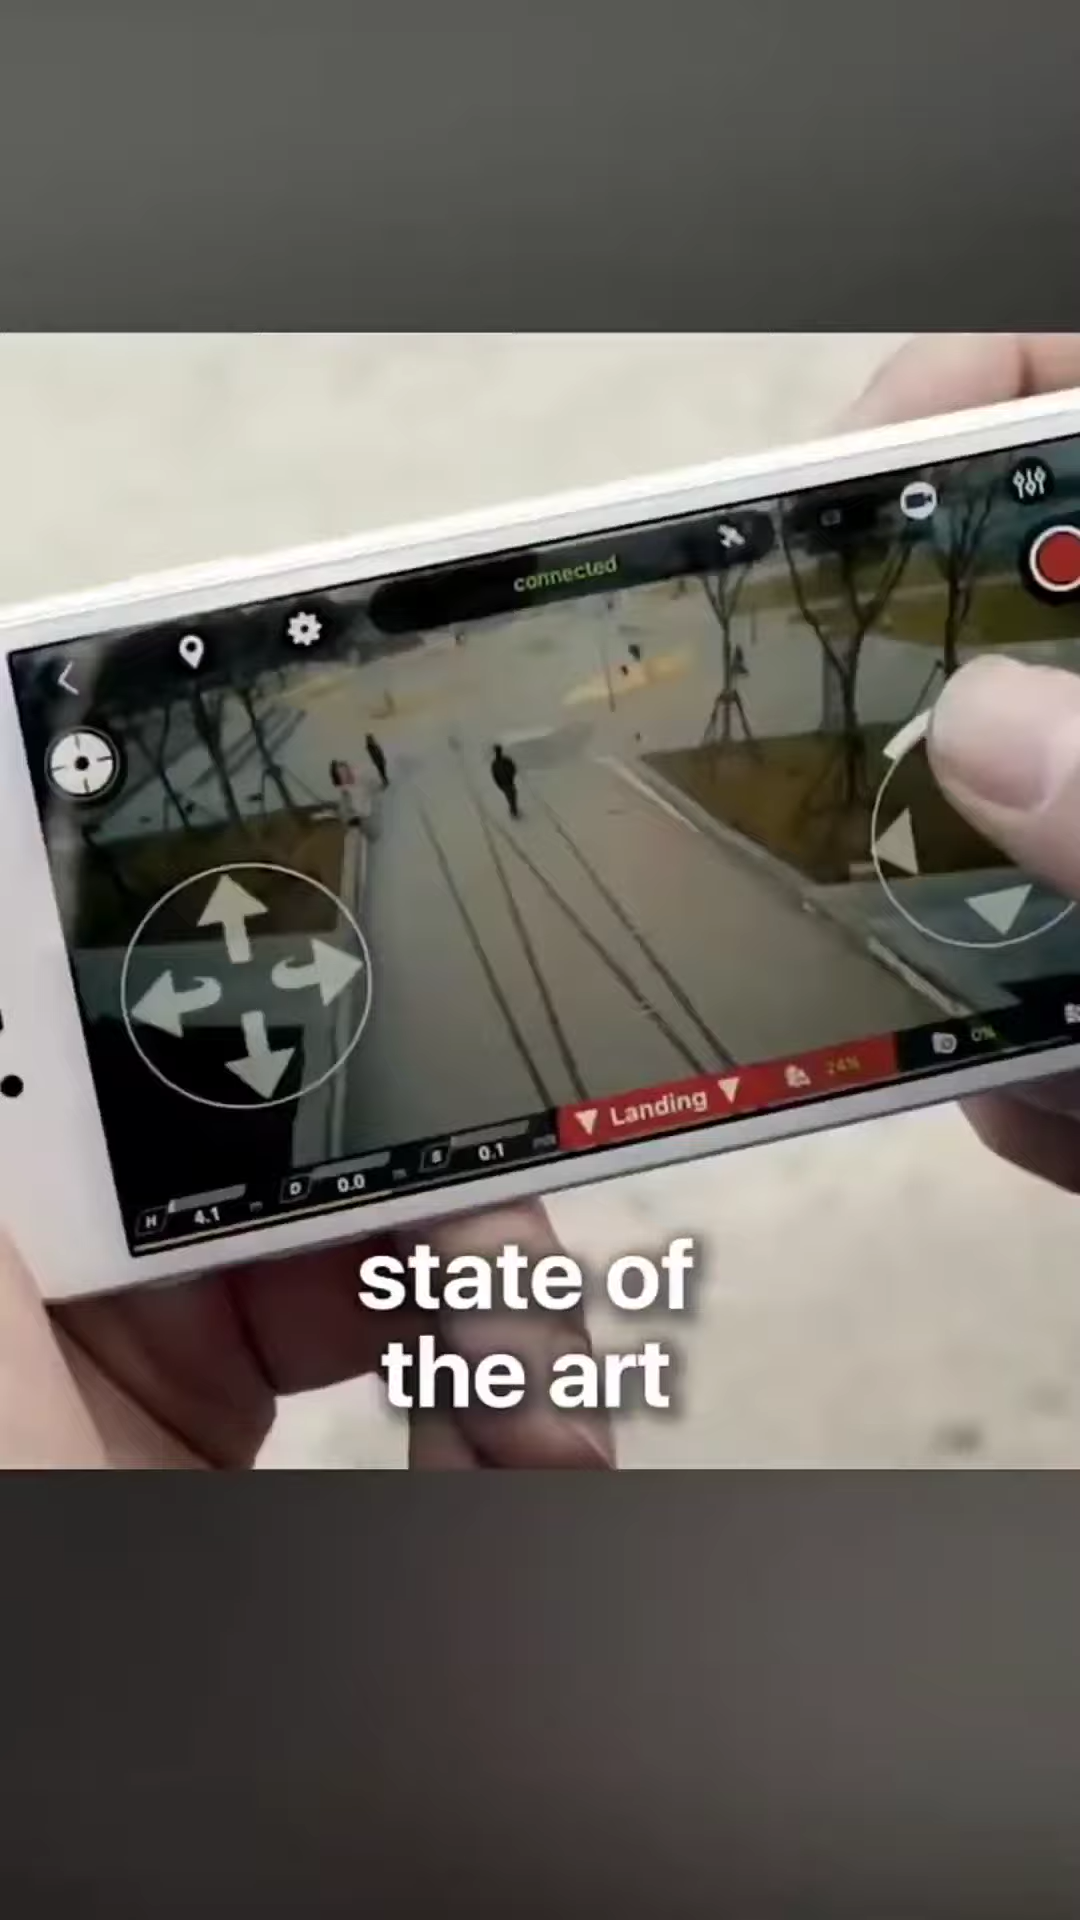 connected
0%
24%
▼ Landing ▼
S 0.1
D 0.0 m
H 4.1 m
state of
the art